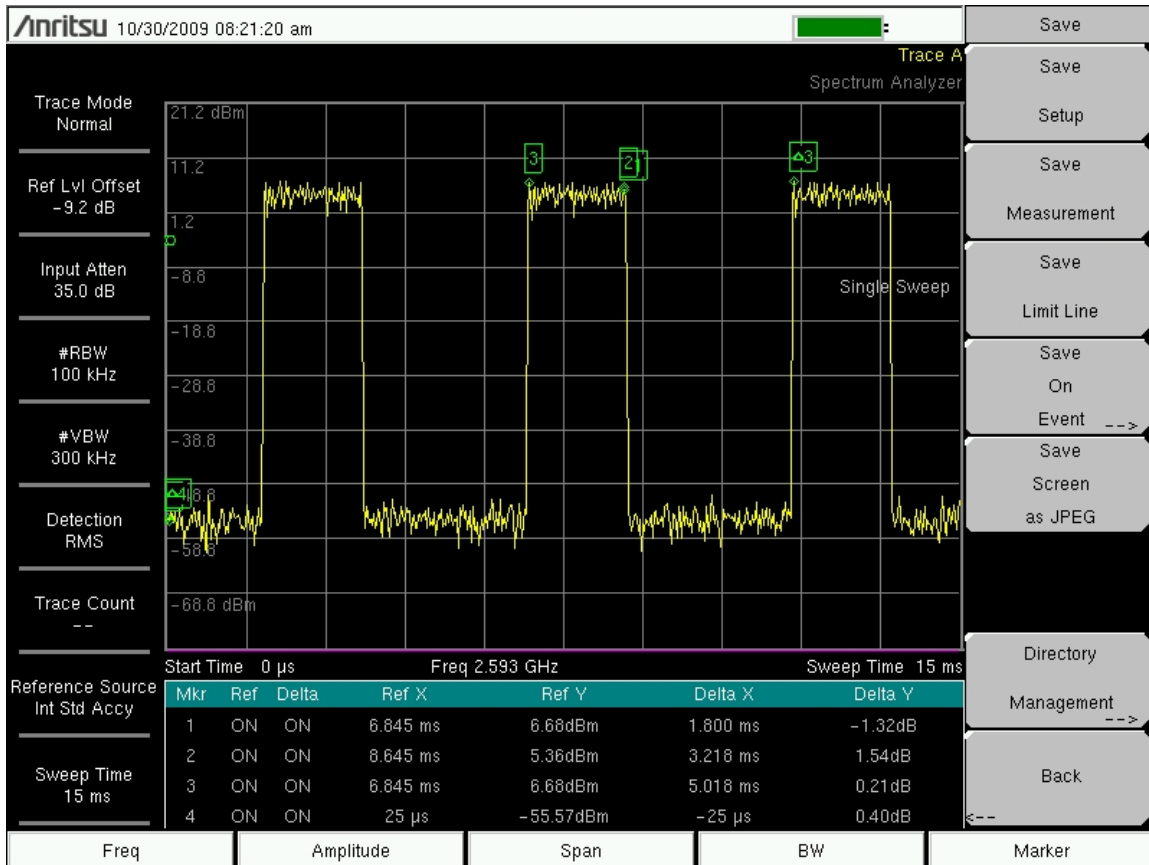 Anritsu 10/30/2009 08:21:20 am
Trace A
Spectrum Analyzer
Trace Mode
Normal
Ref Lvl Offset
-9.2 dB
Input Atten
35.0 dB
#RBW
100 kHz
#VBW
300 kHz
Detection
RMS
Trace Count
--
Reference Source
Int Std Accy
Sweep Time
15 ms
21.2 dBm
11.2
1.2
-8.8
-18.8
-28.8
-38.8
-58.8
-68.8 dBm
3
2
Δ3
Δ4
Single Sweep
Start Time 0 µs Freq 2.593 GHz Sweep Time 15 ms
Mkr Ref Delta Ref X Ref Y Delta X Delta Y
1 ON ON 6.845 ms 6.68dBm 1.800 ms -1.32dB
2 ON ON 8.645 ms 5.36dBm 3.218 ms 1.54dB
3 ON ON 6.845 ms 6.68dBm 5.018 ms 0.21dB
4 ON ON 25 µs -55.57dBm -25 µs 0.40dB
Save
Save
Setup
Save
Measurement
Save
Limit Line
Save
On
Event -->
Save
Screen
as JPEG
Directory
Management
-->
Back
<--
Freq Amplitude Span BW Marker